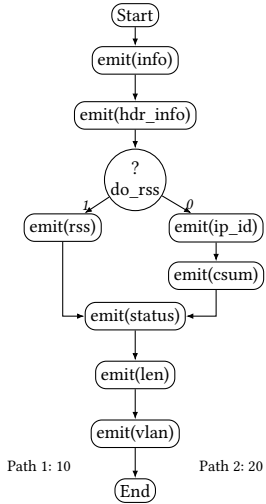 Start
emit(info)
emit(hdr_info)
?
do_rss
1
0
emit(rss)
emit(ip_id)
emit(csum)
emit(status)
emit(len)
emit(vlan)
Path 1: 10
Path 2: 20
End